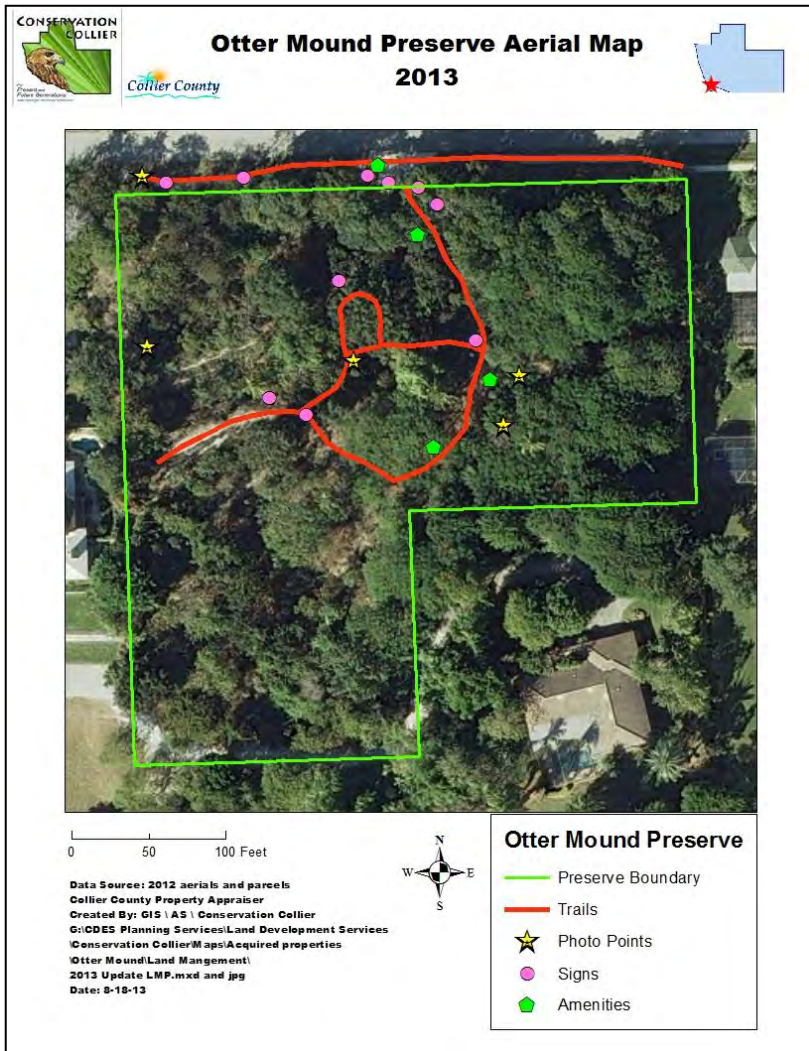 CONSERVATION
COLLIER
Collier County
Otter Mound Preserve Aerial Map
2013
0 50 100 Feet
N
W E
S
Data Source: 2012 aerials and parcels
Collier County Property Appraiser
Created By: GIS \ AS \ Conservation Collier
G:\CDES Planning Services\Land Development Services
\Conservation Collier\Maps\Acquired properties
\Otter Mound\Land Mangement\
2013 Update LMP.mxd and jpg
Date: 8-18-13
Otter Mound Preserve
Preserve Boundary
Trails
Photo Points
Signs
Amenities